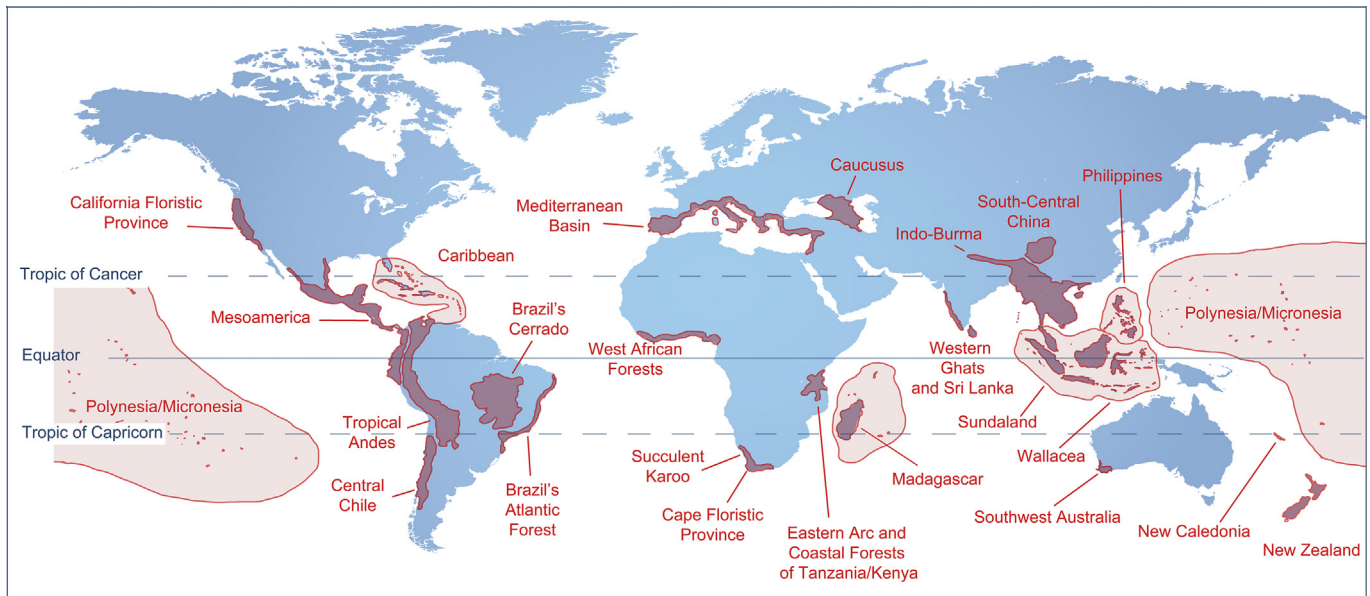 Caucusus
Philippines
California Floristic
Province
Mediterranean
Basin
South-Central
China
Indo-Burma
Caribbean
Tropic of Cancer
Mesoamerica
Brazil's
Cerrado
Polynesia/Micronesia
Equator
West African
Forests
Western
Ghats
and Sri Lanka
Polynesia/Micronesia
Tropic of Capricorn
Tropical
Andes
Sundaland
Succulent
Karoo
Wallacea
Madagascar
Central
Chile
Brazil's
Atlantic
Forest
Cape Floristic
Province
Southwest Australia
Eastern Arc and
Coastal Forests
of Tanzania/Kenya
New Caledonia
New Zealand